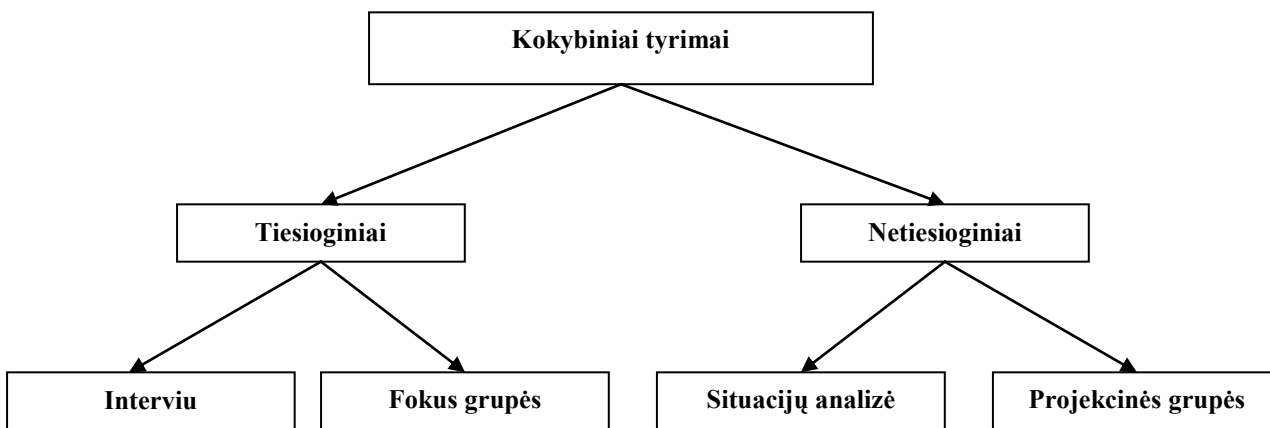 Kokybiniai tyrimai
Tiesioginiai
Netiesioginiai
Interviu
Fokus grupės
Situacijų analizė
Projekcinės grupės